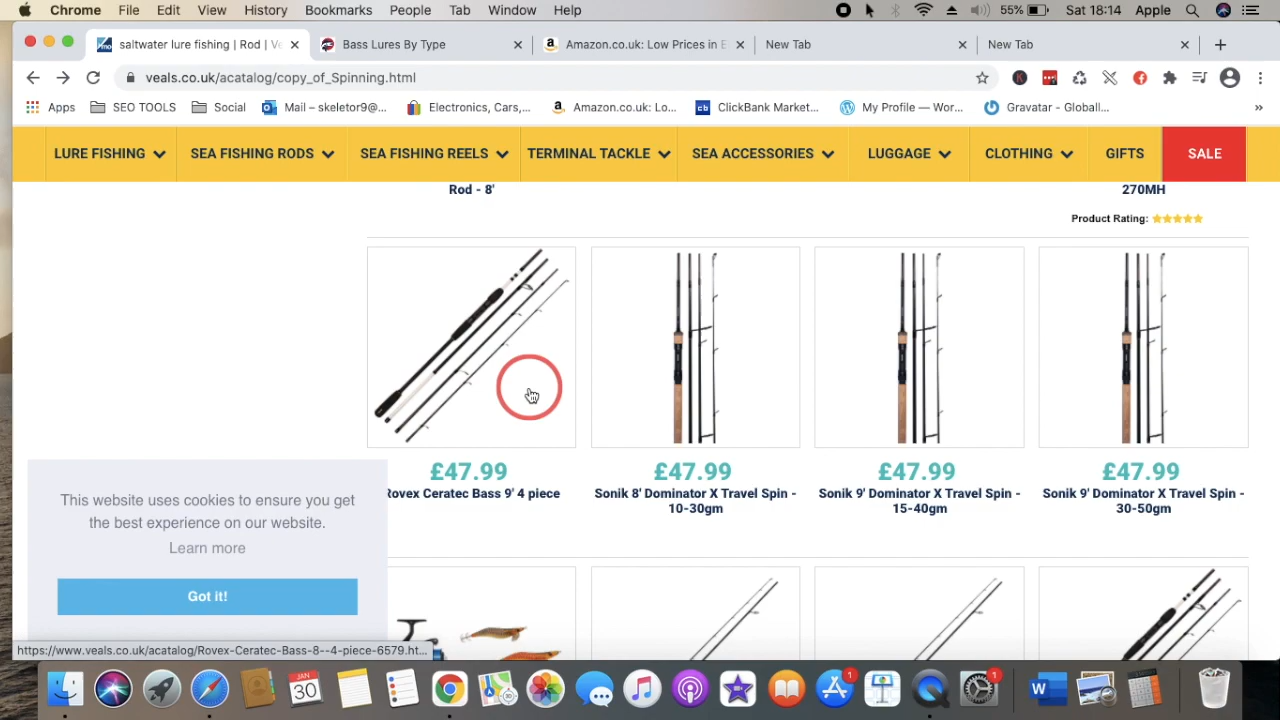 Chrome File Edit View History Bookmarks People Tab Window Help 55% Sat 18:14 Apple
saltwater lure fishing | Rod | Ve Bass Lures By Type Amazon.co.uk: Low Prices in E New Tab New Tab
veals.co.uk/acatalog/copy_of_Spinning.html
Apps SEO TOOLS Social Mail – skeletor9@... Electronics, Cars,... Amazon.co.uk: Lo... ClickBank Market... My Profile — Wor... Gravatar - Globall... »
LURE FISHING SEA FISHING RODS SEA FISHING REELS TERMINAL TACKLE SEA ACCESSORIES LUGGAGE CLOTHING GIFTS SALE
Rod - 8' 270MH
Product Rating:
£47.99 £47.99 £47.99 £47.99
Rovex Ceratec Bass 9' 4 piece Sonik 8' Dominator X Travel Spin - Sonik 9' Dominator X Travel Spin - Sonik 9' Dominator X Travel Spin -
10-30gm 15-40gm 30-50gm
This website uses cookies to ensure you get
the best experience on our website.
Learn more
Got it!
https://www.veals.co.uk/acatalog/Rovex-Ceratec-Bass-8--4-piece-6579.ht...
JAN
30
1
1
W